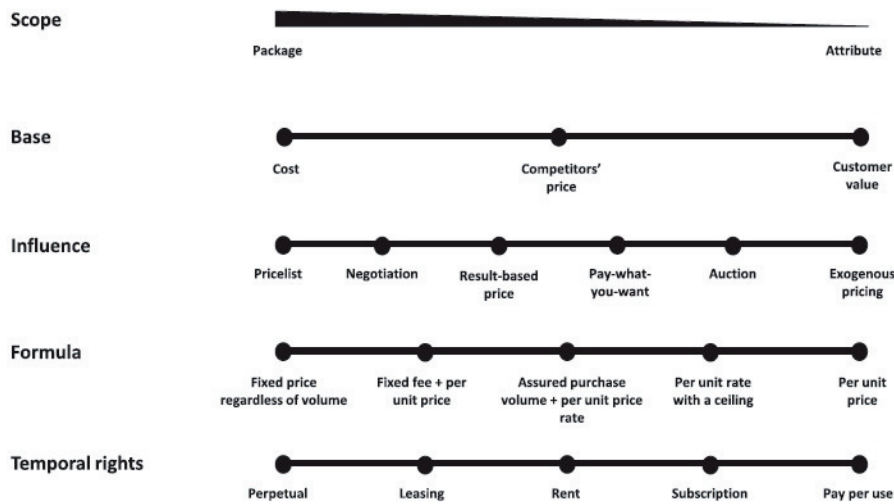 Scope
Package
Attribute
Base
Cost
Competitors'
price
Customer
value
Influence
Pricelist
Negotiation
Result-based
price
Pay-what-
you-want
Auction
Exogenous
pricing
Formula
Fixed price
regardless of volume
Fixed fee + per
unit price
Assured purchase
volume + per unit price
rate
Per unit rate
with a ceiling
Per unit
price
Temporal rights
Perpetual
Leasing
Rent
Subscription
Pay per use